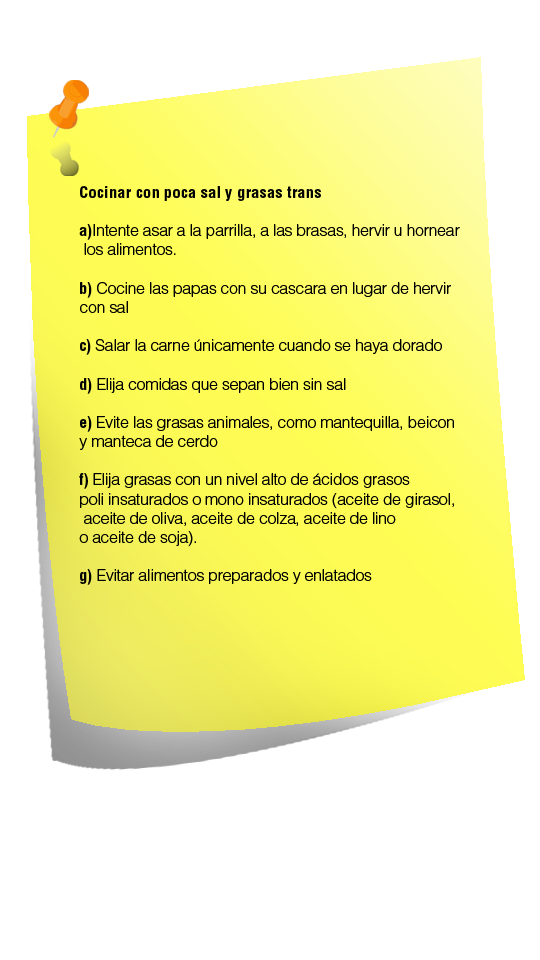 Cocinar con poca sal y grasas trans
a)Intente asar a la parrilla, a las brasas, hervir u hornear
los alimentos.
b) Cocine las papas con su cascara en lugar de hervir
con sal
c) Salar la carne únicamente cuando se haya dorado
d) Elija comidas que sepan bien sin sal
e) Evite las grasas animales, como mantequilla, beicon
y manteca de cerdo
f) Elija grasas con un nivel alto de ácidos grasos
poli insaturados o mono insaturados (aceite de girasol,
aceite de oliva, aceite de colza, aceite de lino
o aceite de soja).
g) Evitar alimentos preparados y enlatados